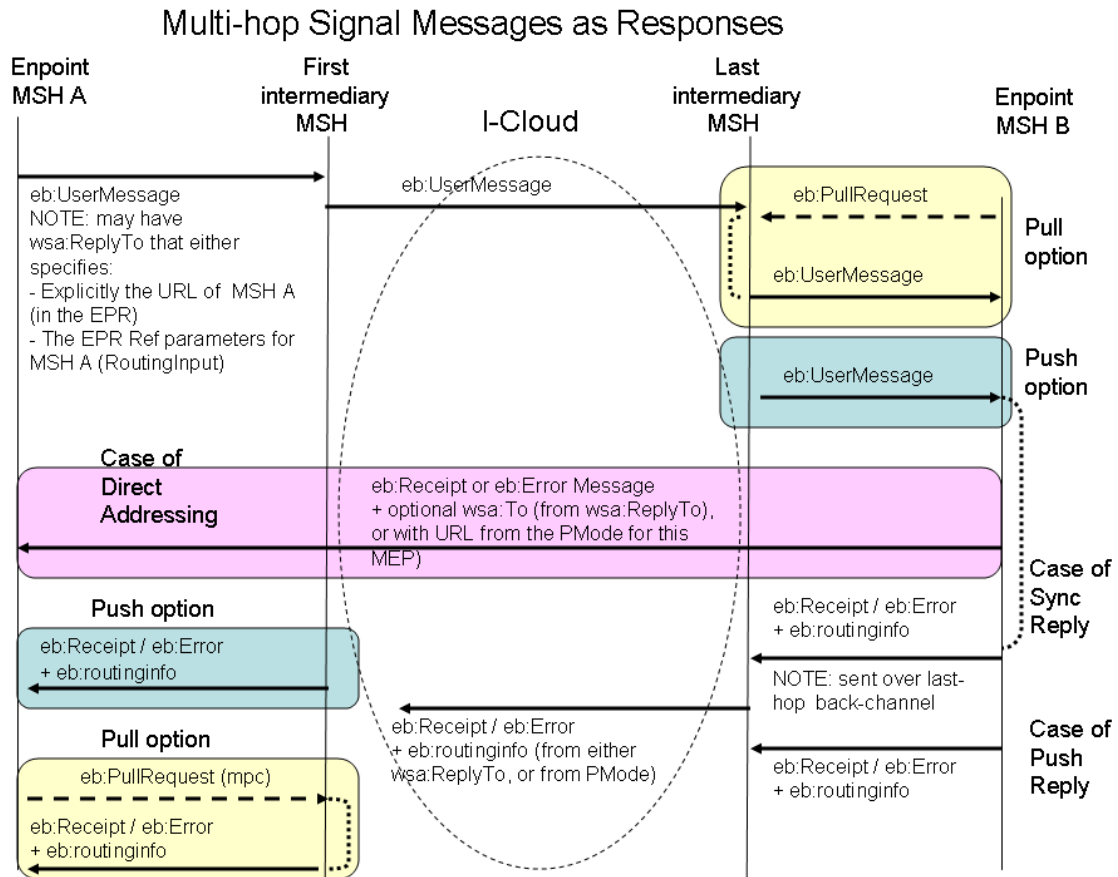 Multi-hop Signal Messages as Responses
Enpoint
MSH A
First
intermediary
MSH
I-Cloud
Last
intermediary
MSH
Enpoint
MSH B
eb:UserMessage
NOTE: may have
wsa:ReplyTo that either
specifies:
- Explicitly the URL of MSH A
(in the EPR)
- The EPR Ref parameters for
MSH A (RoutingInput)
eb:UserMessage
eb:PullRequest
eb:UserMessage
Pull
option
eb:UserMessage
Push
option
Case of
Direct
Addressing
eb:Receipt or eb:Error Message
+ optional wsa:To (from wsa:ReplyTo),
or with URL from the PMode for this
MEP)
Case of
Sync
Reply
eb:Receipt / eb:Error
+ eb:routinginfo
NOTE: sent over last-
hop back-channel
Push option
eb:Receipt / eb:Error
+ eb:routinginfo
eb:Receipt / eb:Error
+ eb:routinginfo (from either
wsa:ReplyTo, or from PMode)
Case of
Push
Reply
eb:Receipt / eb:Error
+ eb:routinginfo
Pull option
eb:PullRequest (mpc)
eb:Receipt / eb:Error
+ eb:routinginfo